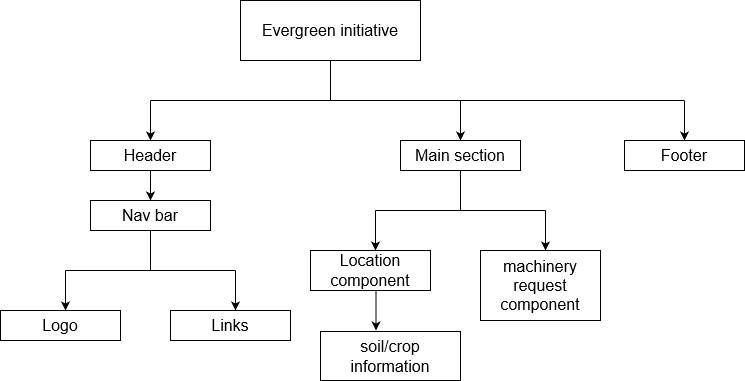 Evergreen initiative
Header
Main section
Footer
Nav bar
Location
component
machinery
request
component
Logo
Links
soil/crop
information